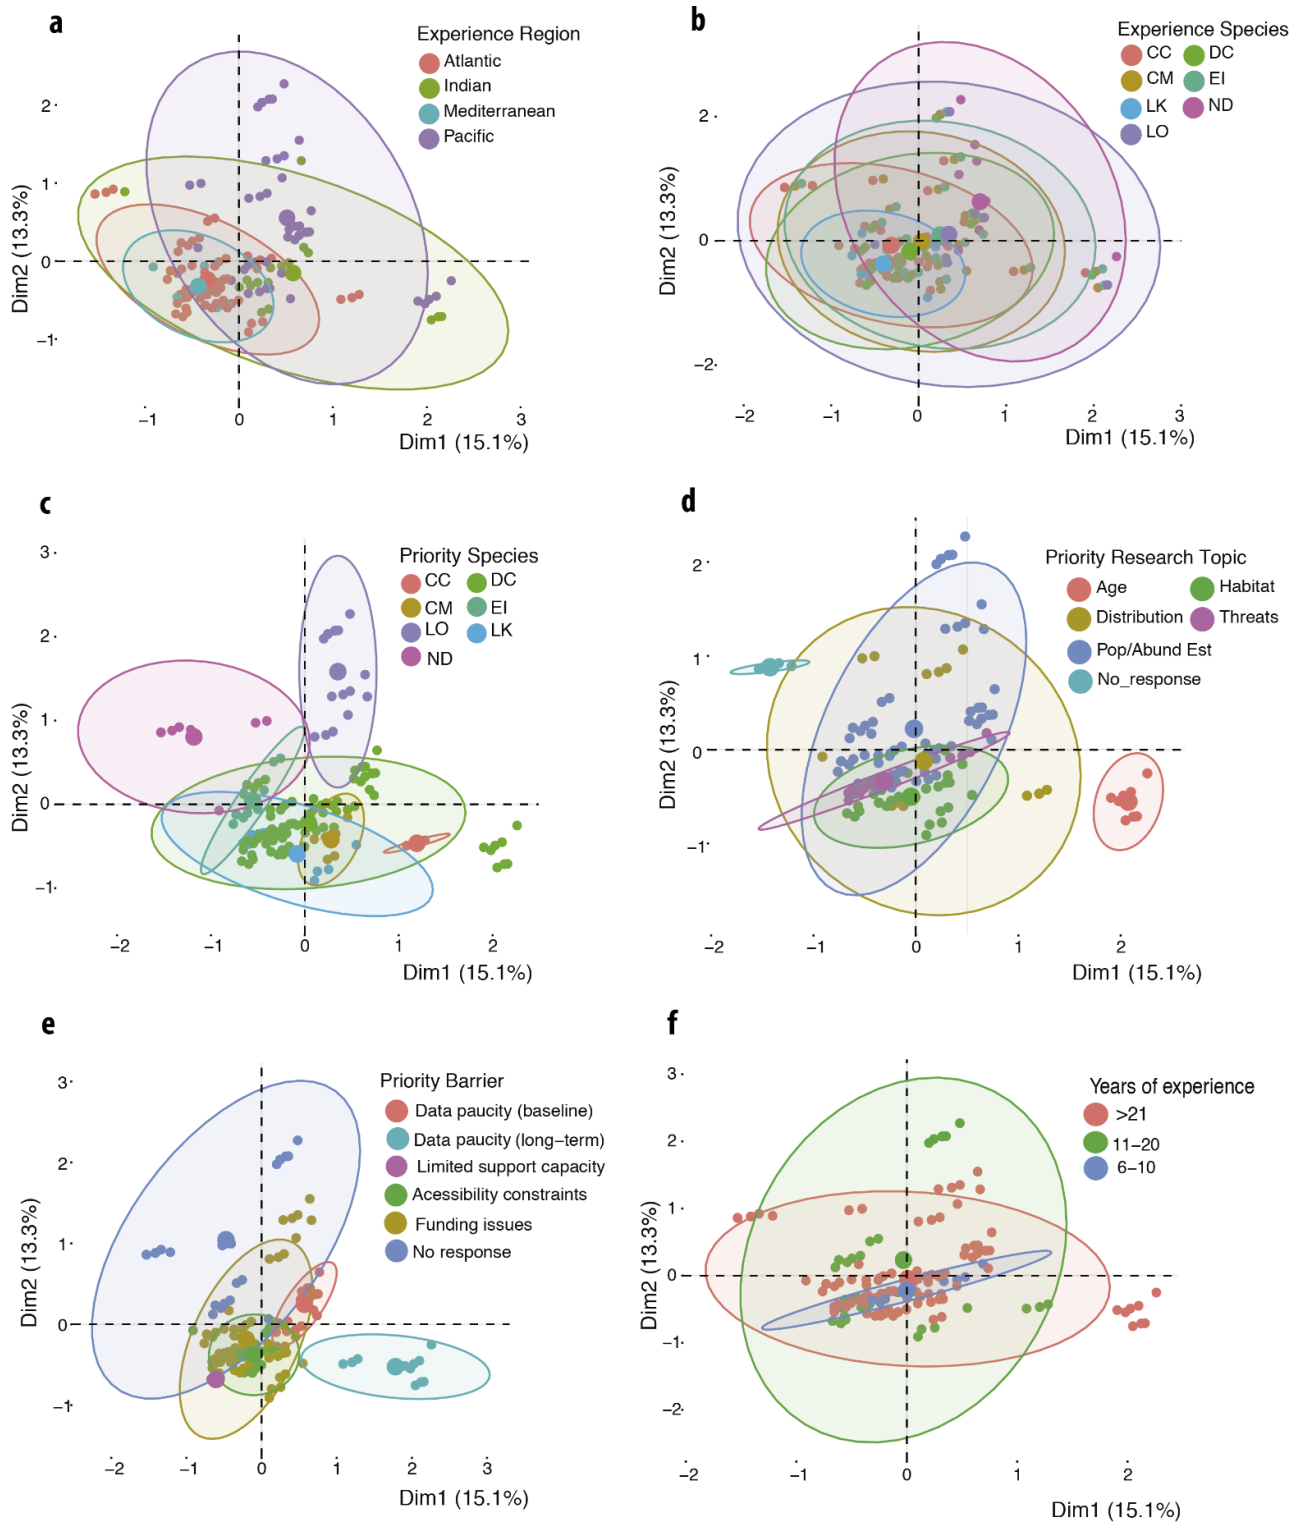 a
Experience Region
Atlantic
Indian
Mediterranean
Pacific
2
1
0
−1
Dim2 (13.3%)
−1 0 1 2 3
Dim1 (15.1%)
b
Experience Species
CC DC
CM EI
LK ND
LO
2
0
−2
Dim2 (13.3%)
−2 −1 0 1 2 3
Dim1 (15.1%)
c
Priority Species
CC DC
CM EI
LO LK
ND
3
2
1
0
−1
Dim2 (13.3%)
−2 −1 0 1 2
Dim1 (15.1%)
d
Priority Research Topic
Age Habitat
Distribution Threats
Pop/Abund Est
No_response
2
1
0
−1
Dim2 (13.3%)
−2 −1 0 1 2
Dim1 (15.1%)
e
Priority Barrier
Data paucity (baseline)
Data paucity (long−term)
Limited support capacity
Acessibility constraints
Funding issues
No response
3
2
1
0
−1
Dim2 (13.3%)
−2 −1 0 1 2 3
Dim1 (15.1%)
f
Years of experience
>21
11−20
6−10
3
2
1
0
−1
−2
Dim2 (13.3%)
−2 −1 0 1 2
Dim1 (15.1%)